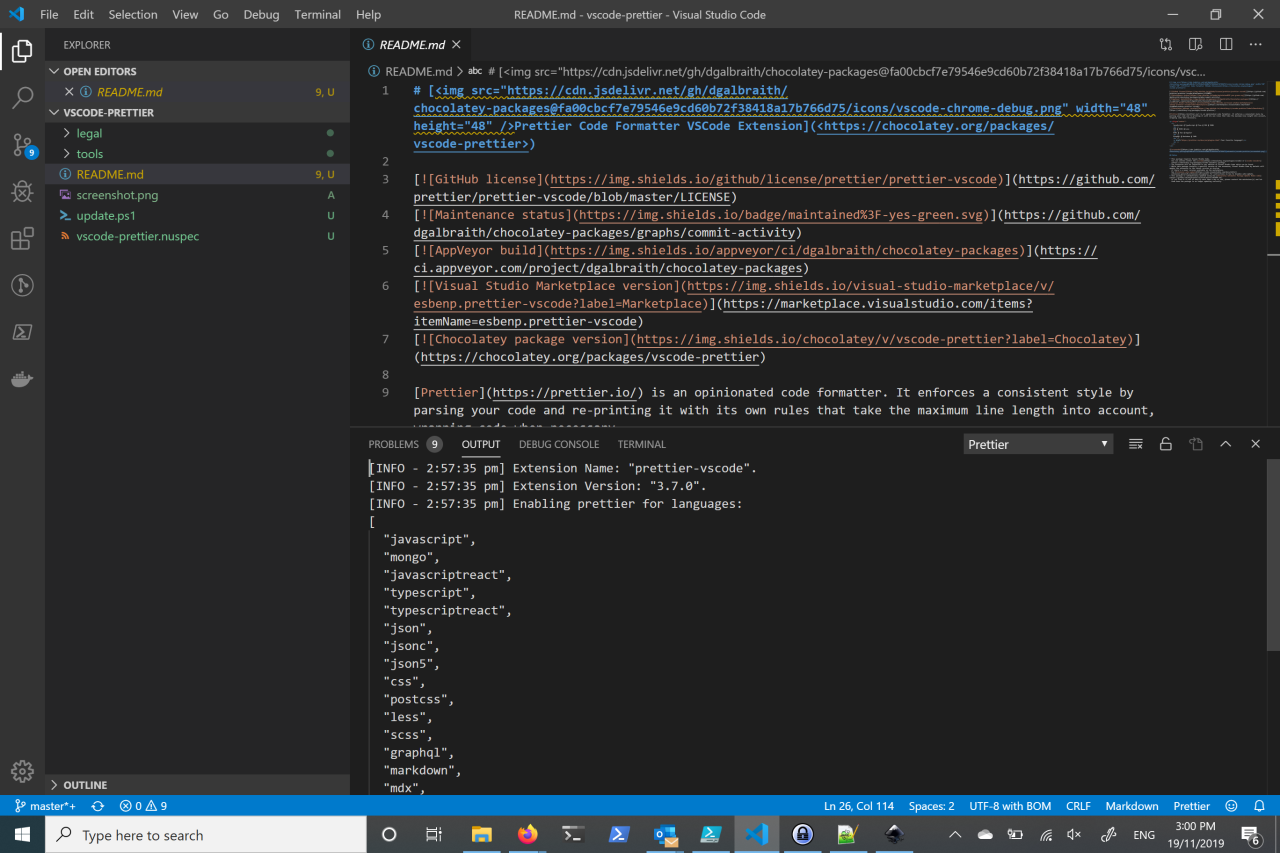 File Edit Selection View Go Debug Terminal Help
README.md - vscode-prettier - Visual Studio Code
EXPLORER
OPEN EDITORS
README.md 9, U
VSCODE-PRETTIER
legal
tools
README.md 9, U
screenshot.png A
update.ps1 U
vscode-prettier.nuspec U
OUTLINE
9
README.md
README.md > abc # [<img src="https://cdn.jsdelivr.net/gh/dgalbraith/chocolatey-packages@fa00cbcf7e79546e9cd60b72f38418a17b766d75/icons/vsc...
1 # [<img src="https://cdn.jsdelivr.net/gh/dgalbraith/
chocolatey-packages@fa00cbcf7e79546e9cd60b72f38418a17b766d75/icons/vscode-chrome-debug.png" width="48"
height="48" />Prettier Code Formatter VSCode Extension](<https://chocolatey.org/packages/
vscode-prettier>)
2
3 [![GitHub license](https://img.shields.io/github/license/prettier/prettier-vscode)](https://github.com/
prettier/prettier-vscode/blob/master/LICENSE)
4 [![Maintenance status](https://img.shields.io/badge/maintained%3F-yes-green.svg)](https://github.com/
dgalbraith/chocolatey-packages/graphs/commit-activity)
5 [![AppVeyor build](https://img.shields.io/appveyor/ci/dgalbraith/chocolatey-packages)](https://
ci.appveyor.com/project/dgalbraith/chocolatey-packages)
6 [![Visual Studio Marketplace version](https://img.shields.io/visual-studio-marketplace/v/
esbenp.prettier-vscode?label=Marketplace)](https://marketplace.visualstudio.com/items?
itemName=esbenp.prettier-vscode)
7 [![Chocolatey package version](https://img.shields.io/chocolatey/v/vscode-prettier?label=Chocolatey)]
(https://chocolatey.org/packages/vscode-prettier)
8
9 [Prettier](https://prettier.io/) is an opinionated code formatter. It enforces a consistent style by
parsing your code and re-printing it with its own rules that take the maximum line length into account,
PROBLEMS 9 OUTPUT DEBUG CONSOLE TERMINAL Prettier
[INFO - 2:57:35 pm] Extension Name: "prettier-vscode".
[INFO - 2:57:35 pm] Extension Version: "3.7.0".
[INFO - 2:57:35 pm] Enabling prettier for languages:
[
"javascript",
"mongo",
"javascriptreact",
"typescript",
"typescriptreact",
"json",
"jsonc",
"json5",
"css",
"postcss",
"less",
"scss",
"graphql",
"markdown",
"mdx",
master*+ 0 9 Ln 26, Col 114 Spaces: 2 UTF-8 with BOM CRLF Markdown Prettier
Type here to search
ENG
3:00 PM
19/11/2019
6